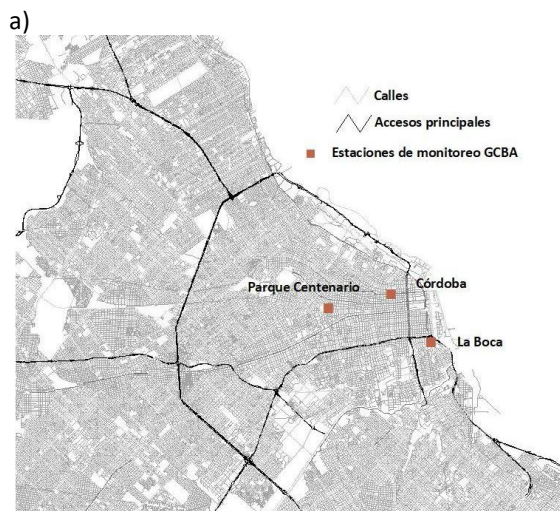 a)
Calles
Accesos principales
Estaciones de monitoreo GCBA
Parque Centenario
Córdoba
La Boca